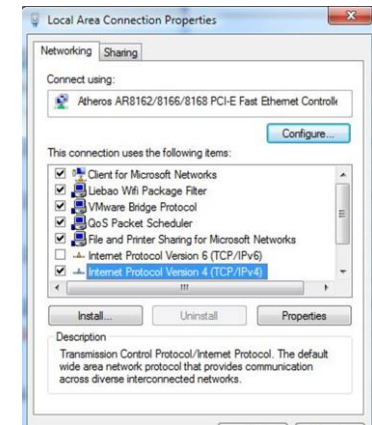 Local Area Connection Properties
Networking Sharing
Connect using:
Atheros AR8162/8166/8168 PCI-E Fast Ethernet Controlle
Configure...
This connection uses the following items:
Client for Microsoft Networks
Liebao Wifi Package Filter
VMware Bridge Protocol
QoS Packet Scheduler
File and Printer Sharing for Microsoft Networks
Internet Protocol Version 6 (TCP/IPv6)
Internet Protocol Version 4 (TCP/IPv4)
Install... Uninstall Properties
Description
Transmission Control Protocol/Internet Protocol. The default
wide area network protocol that provides communication
across diverse interconnected networks.